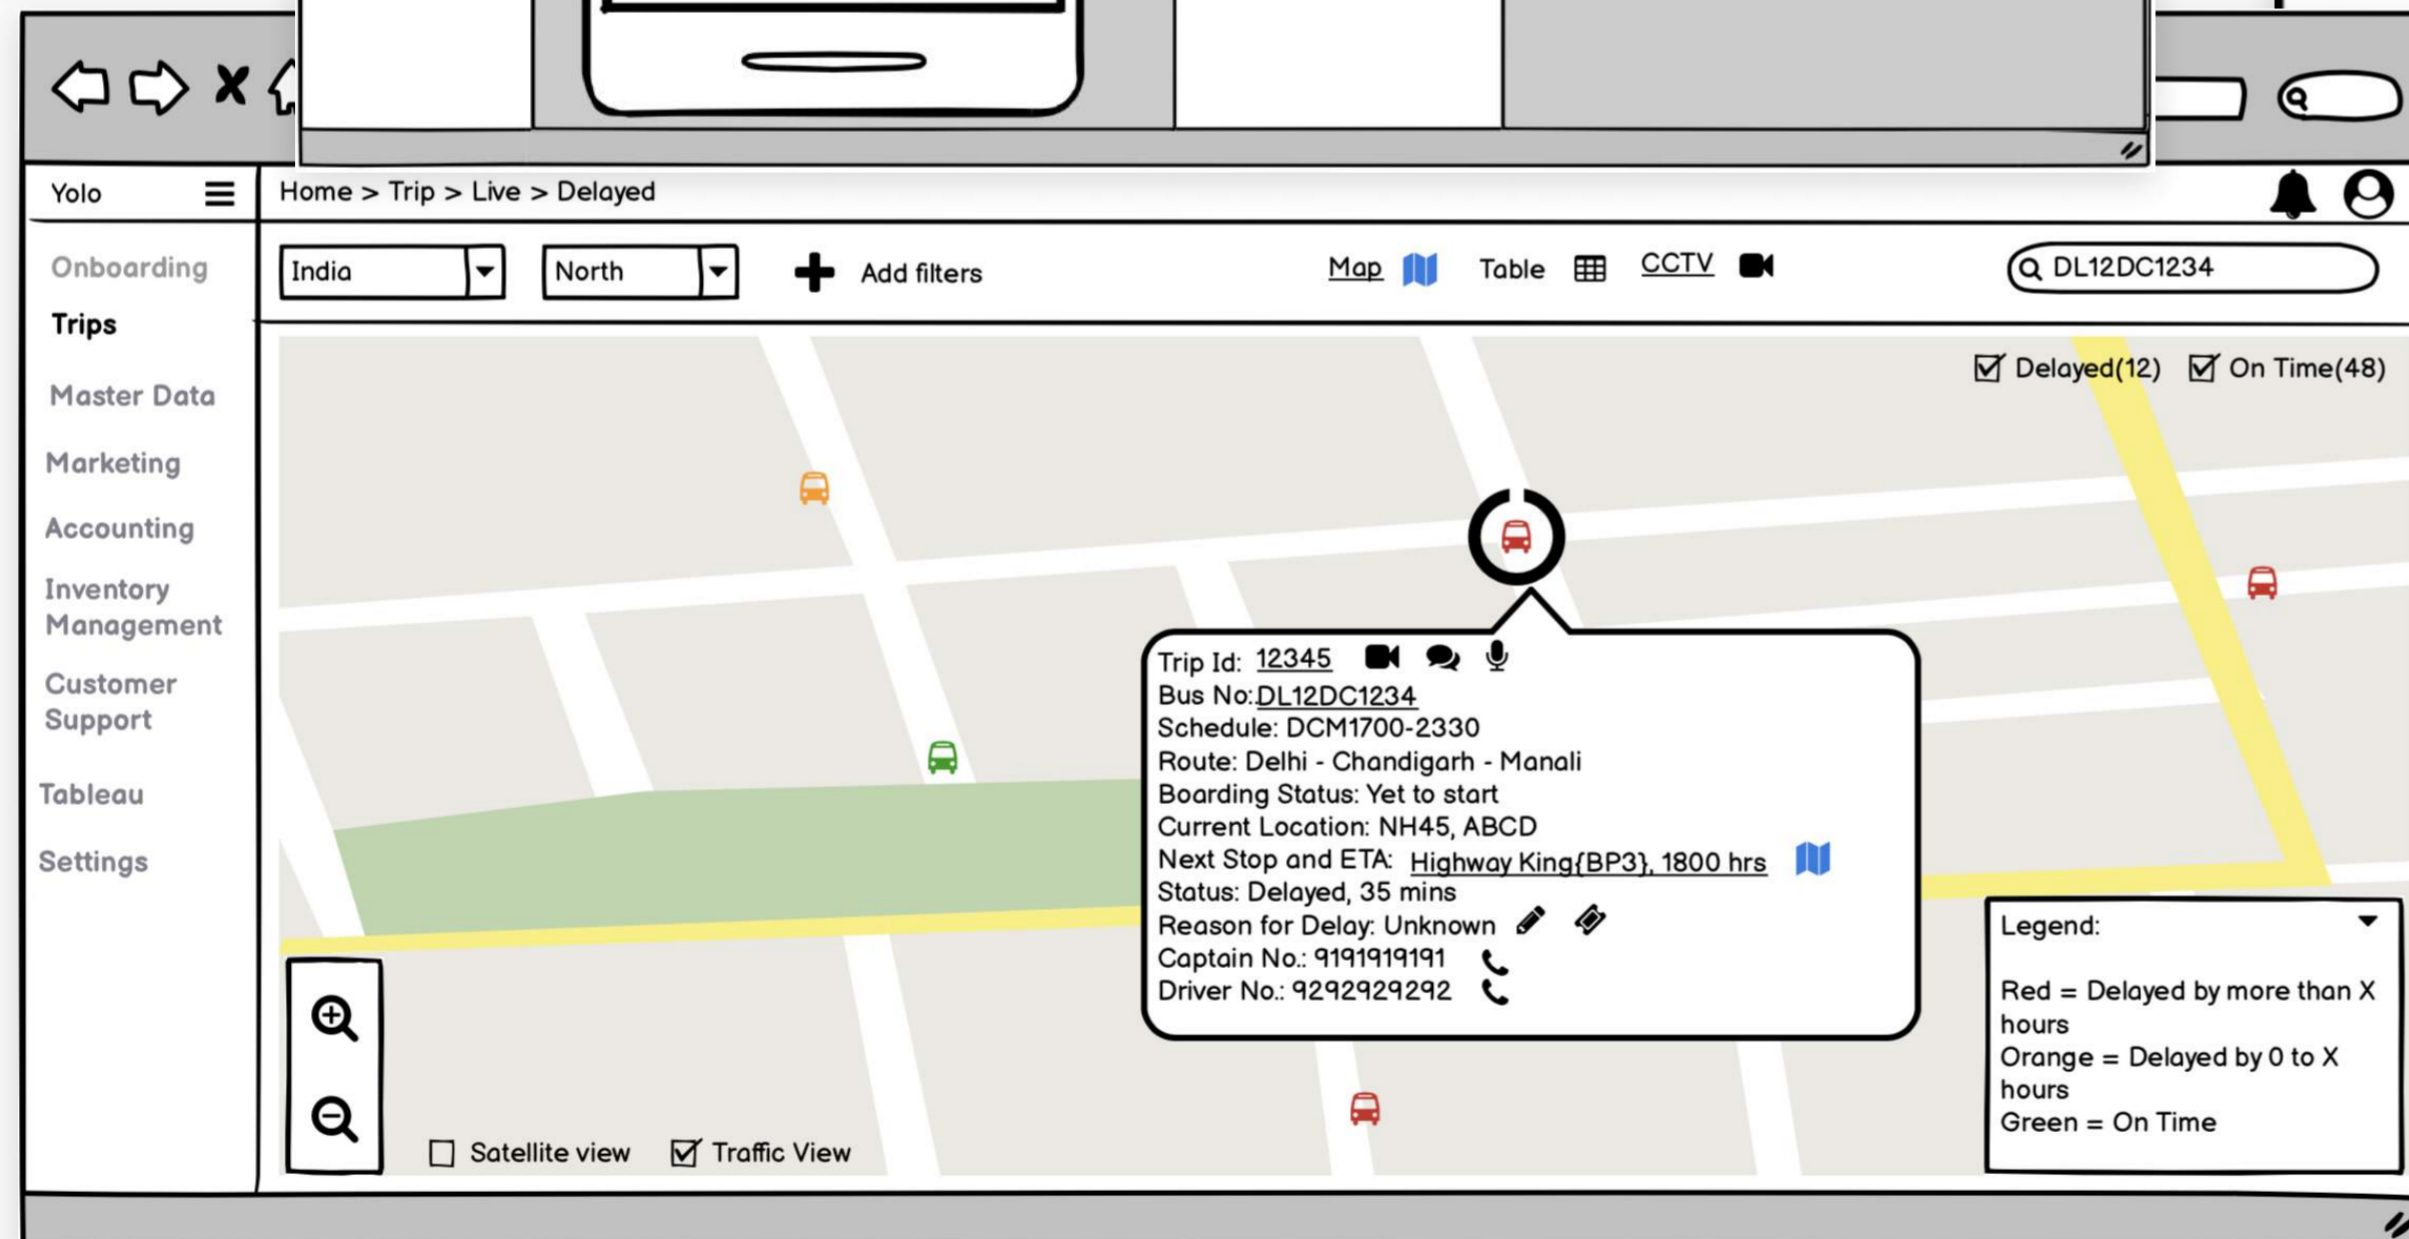 Yolo
Home > Trip > Live > Delayed
Onboarding
Trips
Master Data
Marketing
Accounting
Inventory
Management
Customer
Support
Tableau
Settings
India
North
Add filters
Map
Table
CCTV
DL12DC1234
Delayed(12)
On Time(48)
Trip Id: 12345
Bus No.:DL12DC1234
Schedule: DCM1700-2330
Route: Delhi - Chandigarh - Manali
Boarding Status: Yet to start
Current Location: NH45, ABCD
Next Stop and ETA: Highway King{BP3}, 1800 hrs
Status: Delayed, 35 mins
Reason for Delay: Unknown
Captain No.: 9191919191
Driver No.: 9292929292
Legend:
Red = Delayed by more than X
hours
Orange = Delayed by 0 to X
hours
Green = On Time
Satellite view
Traffic View